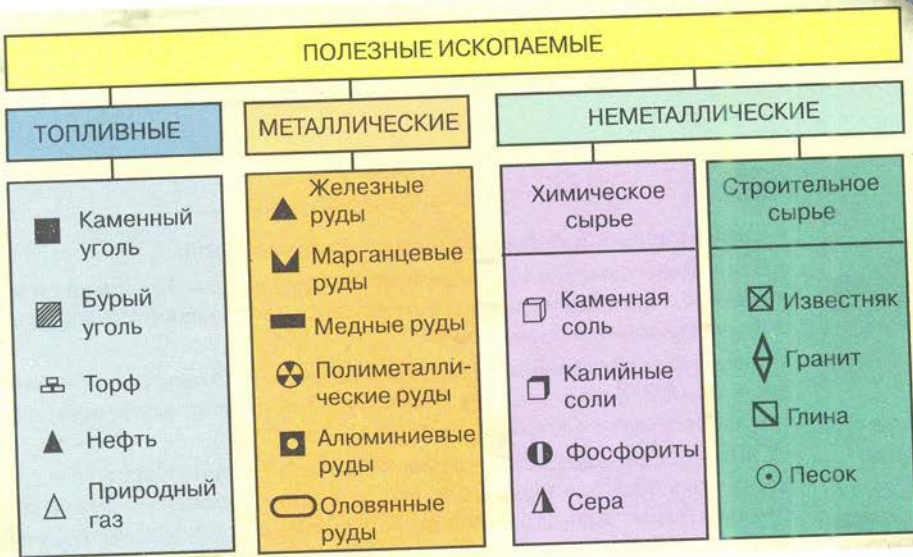 ПОЛЕЗНЫЕ ИСКОПАЕМЫЕ
ТОПЛИВНЫЕ
Каменный
уголь
Бурый
уголь
Торф
Нефть
Природный
газ
МЕТАЛЛИЧЕСКИЕ
Железные
руды
Марганцевые
руды
Медные руды
Полиметалли-
ческие руды
Алюминиевые
руды
Оловянные
руды
НЕМЕТАЛЛИЧЕСКИЕ
Химическое
сырье
Каменная
соль
Калийные
соли
Фосфориты
Сера
Строительное
сырье
Известняк
Гранит
Глина
Песок